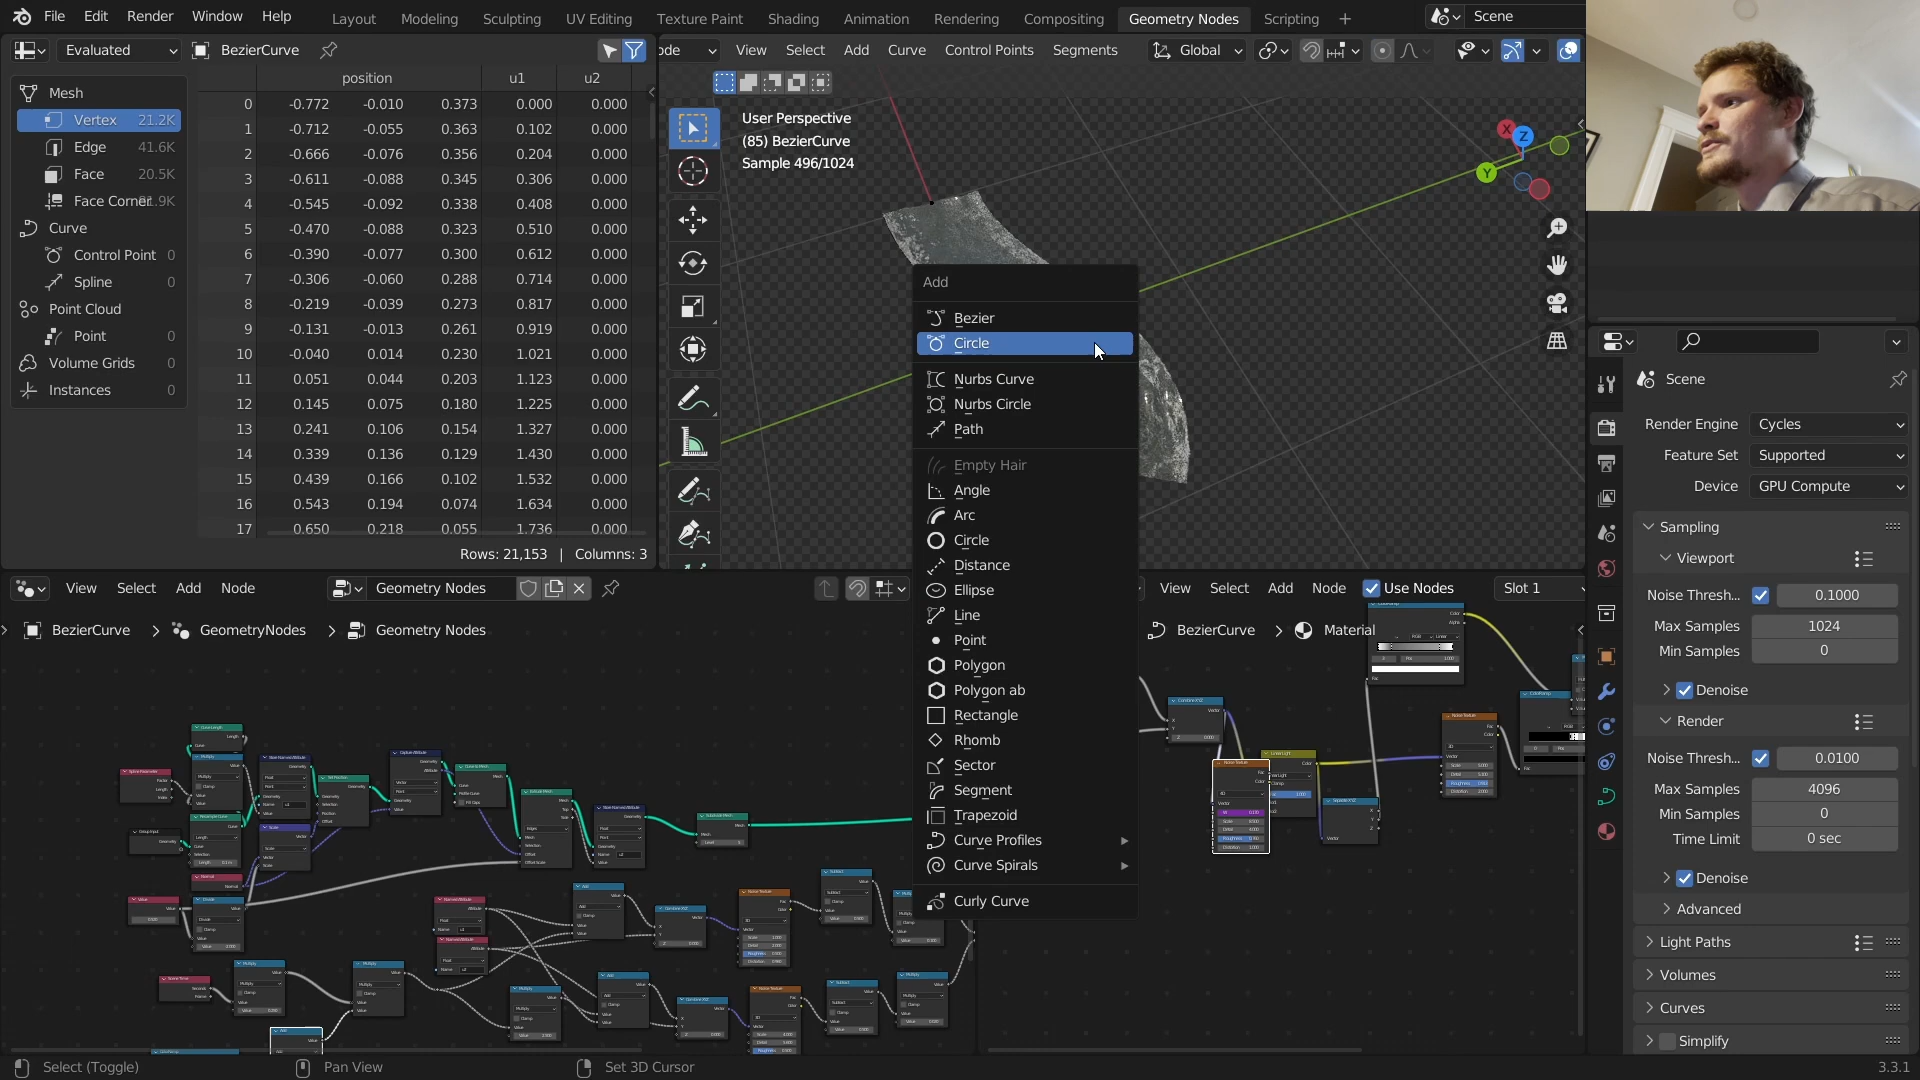 File Edit Render Window Help Layout Modeling Sculpting UV Editing Texture Paint Shading Animation Rendering Compositing Geometry Nodes Scripting + Scene
Evaluated BezierCurve
ode View Select Add Curve Control Points Segments Global
position u1 u2
Mesh
Vertex 21.2K
Edge 41.6K
Face 20.5K
Face Corner
Curve
Control Point 0
Spline 0
Point Cloud
Point 0
Volume Grids 0
Instances 0
0 -0.772 -0.010 0.373 0.000 0.000
1 -0.712 -0.055 0.363 0.102 0.000
2 -0.666 -0.076 0.356 0.204 0.000
3 -0.611 -0.088 0.345 0.306 0.000
4 -0.545 -0.092 0.338 0.408 0.000
5 -0.470 -0.088 0.323 0.510 0.000
6 -0.390 -0.077 0.300 0.612 0.000
7 -0.306 -0.060 0.288 0.714 0.000
8 -0.219 -0.039 0.273 0.817 0.000
9 -0.131 -0.013 0.261 0.919 0.000
10 -0.040 0.014 0.230 1.021 0.000
11 0.051 0.044 0.203 1.123 0.000
12 0.145 0.075 0.180 1.225 0.000
13 0.241 0.106 0.154 1.327 0.000
14 0.339 0.136 0.129 1.430 0.000
15 0.439 0.166 0.102 1.532 0.000
16 0.543 0.194 0.074 1.634 0.000
17 0.650 0.218 0.055 1.736 0.000
Rows: 21,153 | Columns: 3
User Perspective
(85) BezierCurve
Sample 496/1024
X Z
Y
Add
Bezier
Circle
Nurbs Curve
Nurbs Circle
Path
Empty Hair
Angle
Arc
Circle
Distance
Ellipse
Line
Point
Polygon
Polygon ab
Rectangle
Rhomb
Sector
Segment
Trapezoid
Curve Profiles
Curve Spirals
Curly Curve
View Select Add Node Geometry Nodes
BezierCurve > GeometryNodes > Geometry Nodes
View Select Add Node Use Nodes Slot 1
BezierCurve > Material
Scene
Render Engine Cycles
Feature Set Supported
Device GPU Compute
Sampling
Viewport
Noise Thresh... 0.1000
Max Samples 1024
Min Samples 0
Denoise
Render
Noise Thresh... 0.0100
Max Samples 4096
Min Samples 0
Time Limit 0 sec
Denoise
Advanced
Light Paths
Volumes
Curves
Simplify
Select (Toggle) Pan View Set 3D Cursor 3.3.1